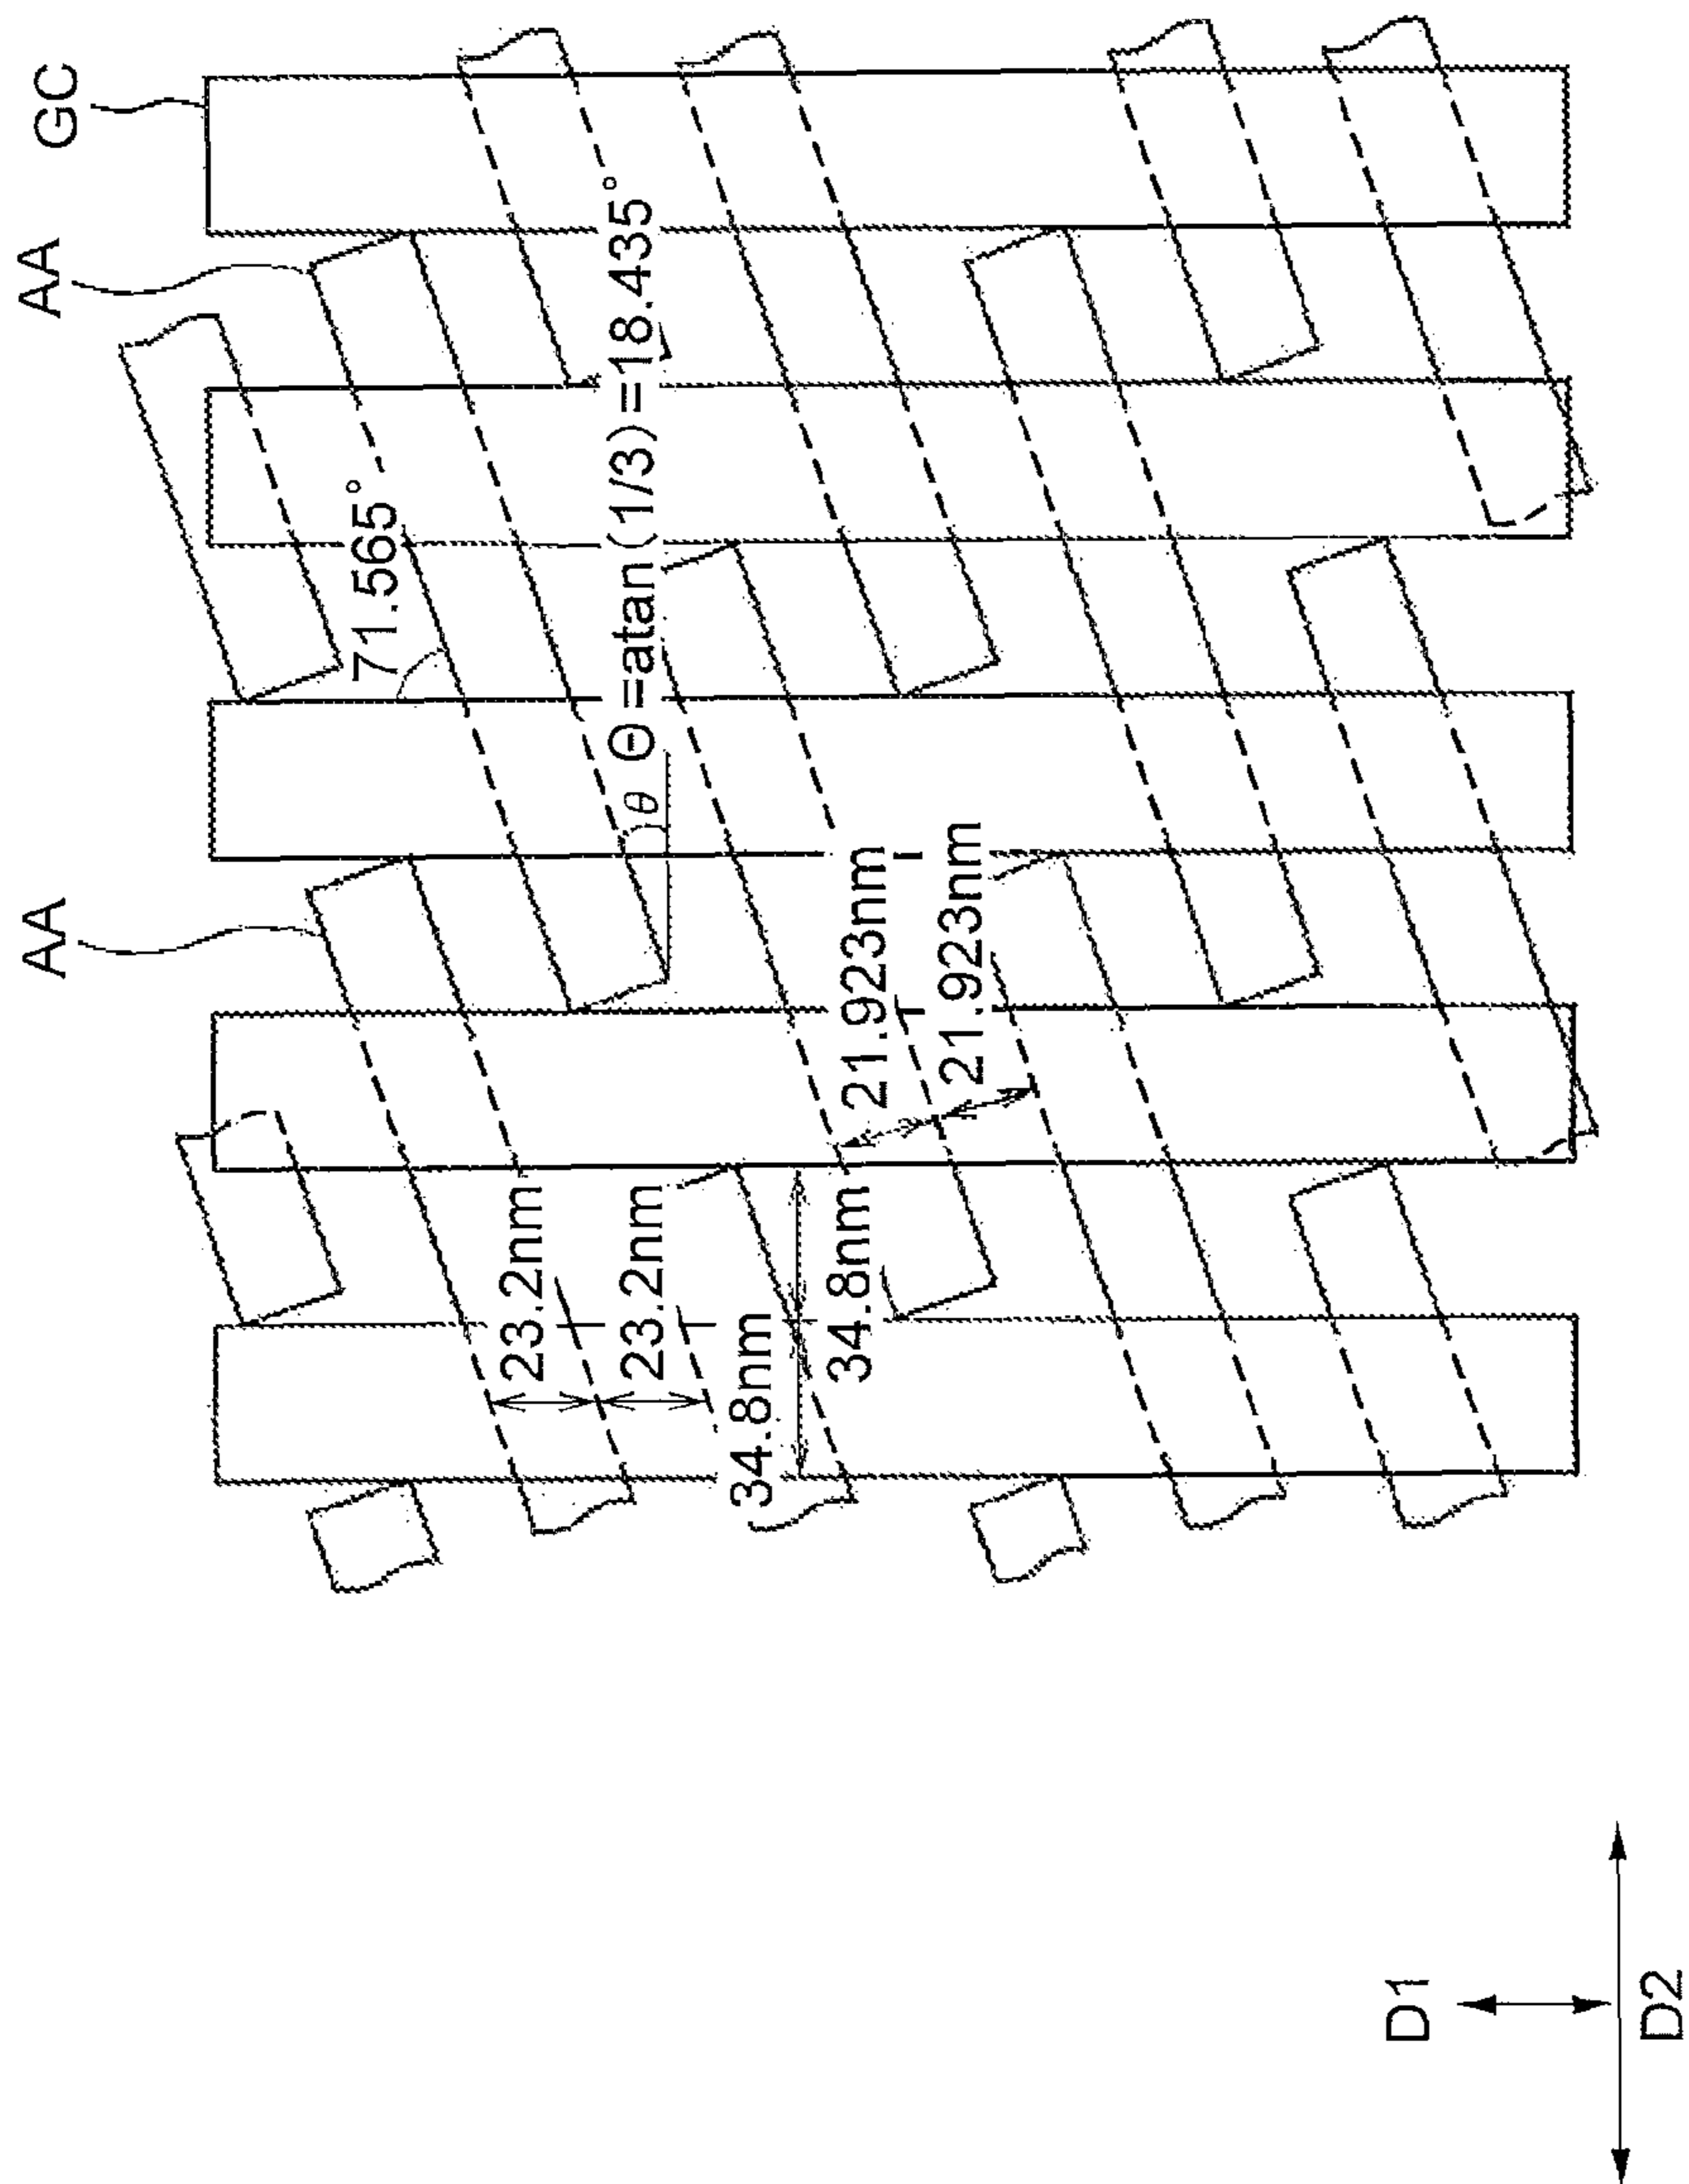 GC
AA
AA
71.565°
θ
Θ=atan(1/3)=18.435°
23.2nm
23.2nm
34.8nm
34.8nm
21.923nm
21.923nm
D1
D2